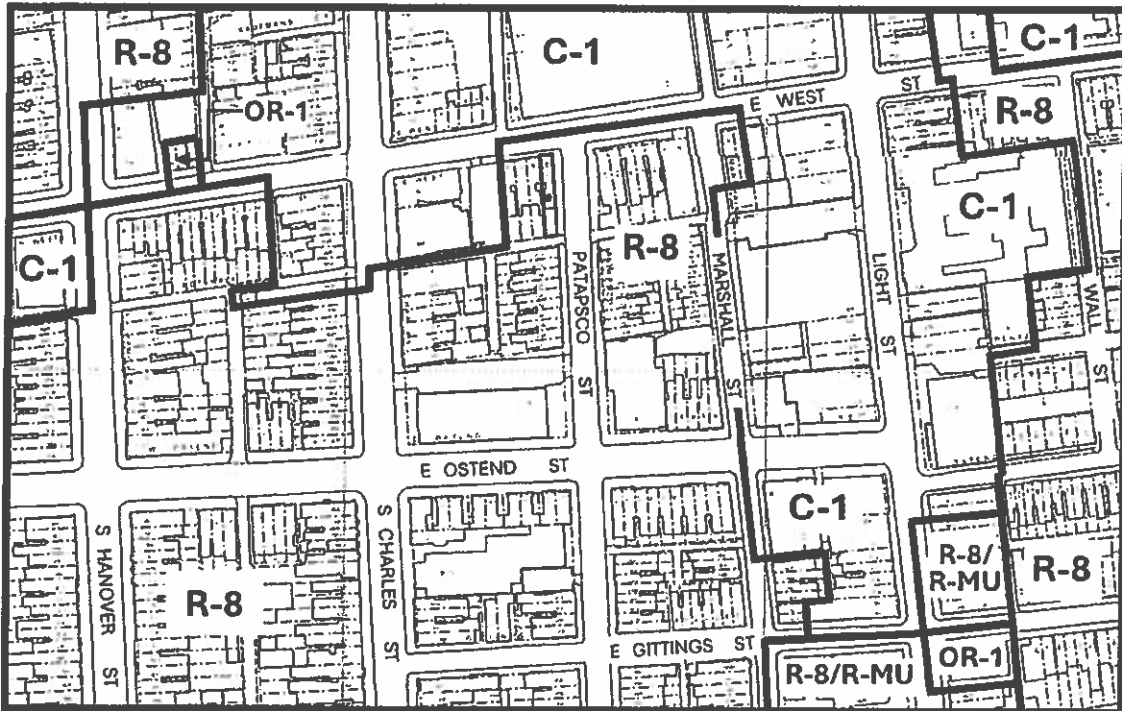 R-8
C-1
C-1
OR-1
E WEST ST
R-8
C-1
R-8
C-1
PATAPSCO ST
MARSHALL ST
LIGHT ST
WALL ST
E OSTEND ST
C-1
S HANOVER ST
R-8
S CHARLES ST
R-8/
R-MU
R-8
E GITTINGS ST
R-8/R-MU
OR-1